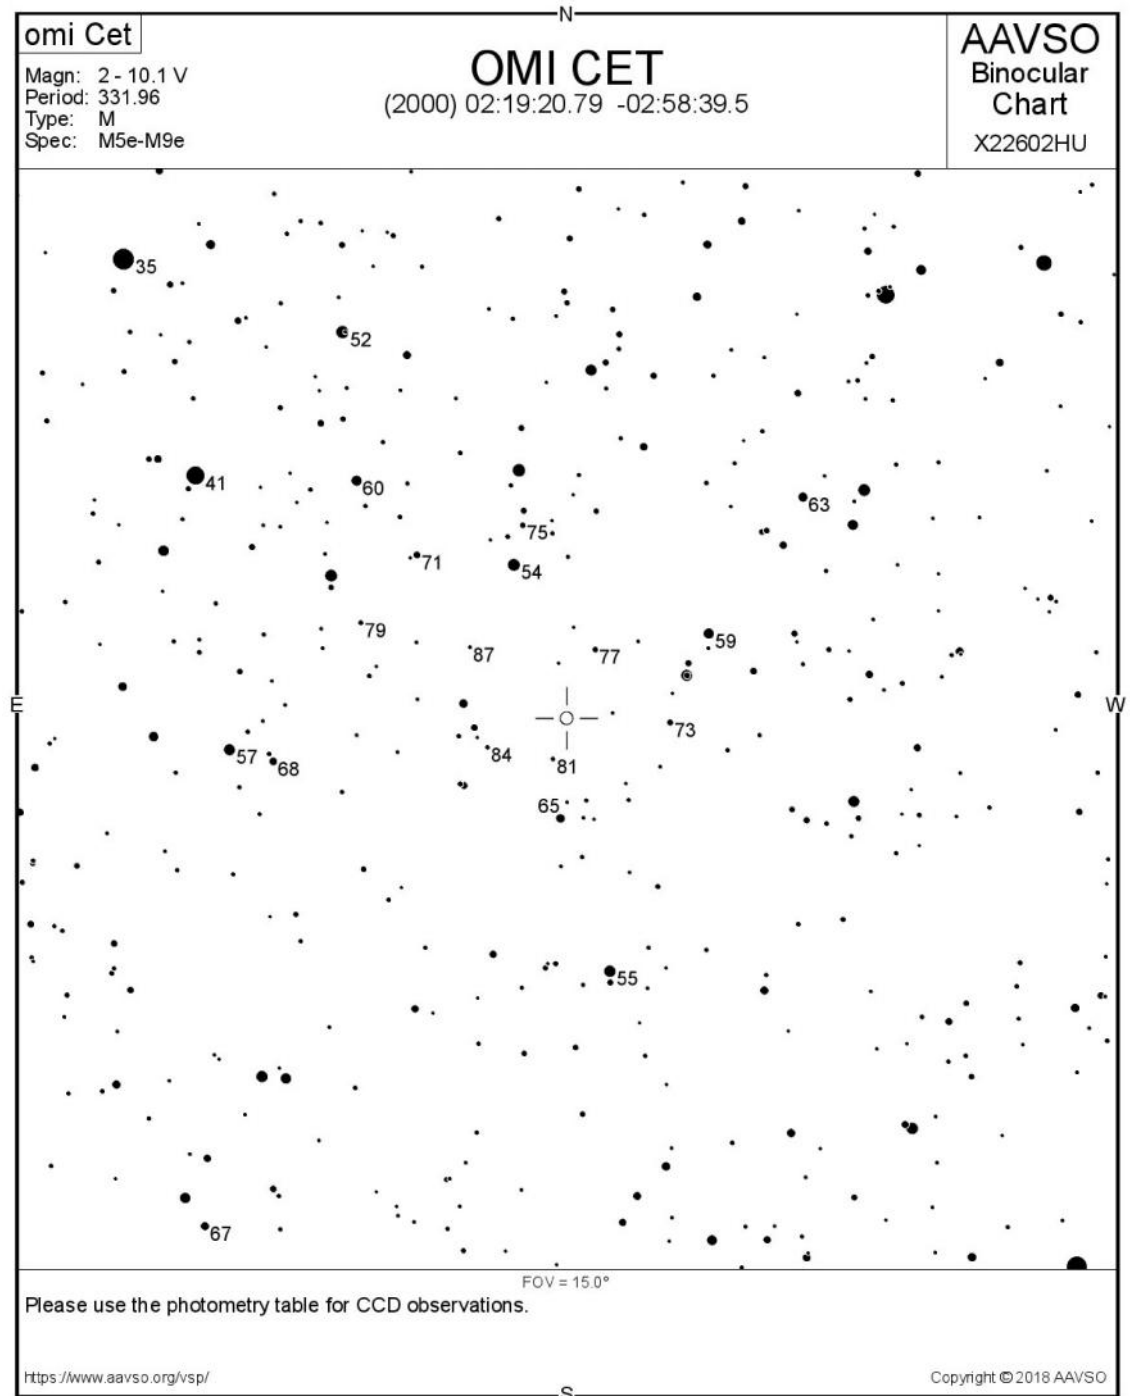 N
omi Cet
Magn: 2 - 10.1 V
Period: 331.96
Type: M
Spec: M5e-M9e
OMI CET
(2000) 02:19:20.79 -02:58:39.5
AAVSO
Binocular
Chart
X22602HU
35
52
41
60
63
75
71
54
79
59
87
77
E
W
73
57
84
68
81
65
55
67
FOV = 15.0°
Please use the photometry table for CCD observations.
https://www.aavso.org/vsp/
Copyright © 2018 AAVSO
S